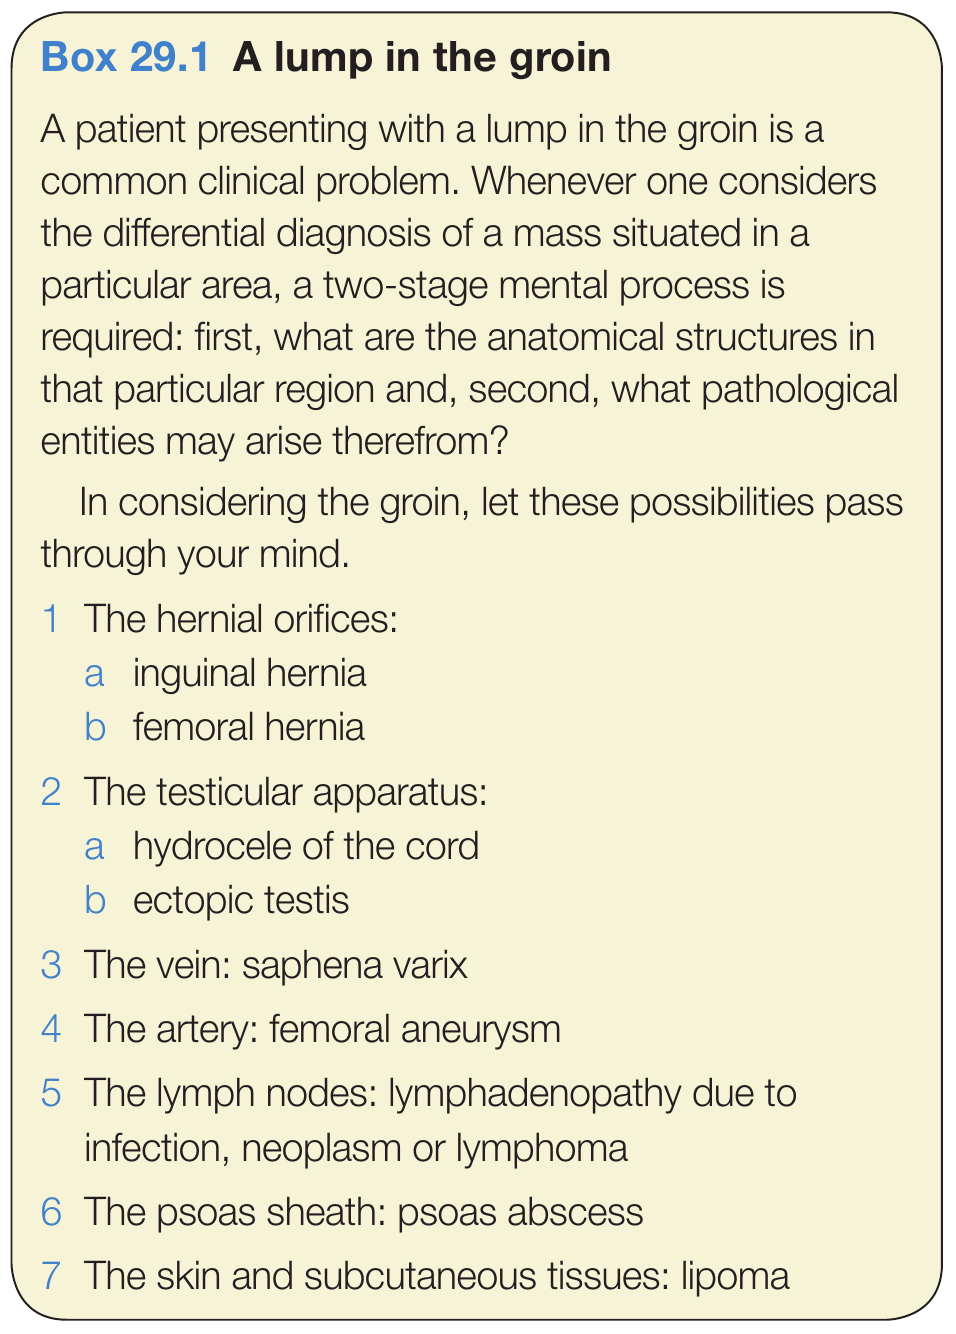 Box 29.1 A lump in the groin
A patient presenting with a lump in the groin is a
common clinical problem. Whenever one considers
the differential diagnosis of a mass situated in a
particular area, a two-stage mental process is
required: first, what are the anatomical structures in
that particular region and, second, what pathological
entities may arise therefrom?
In considering the groin, let these possibilities pass
through your mind.
1 The hernial orifices:
a inguinal hernia
b femoral hernia
2 The testicular apparatus:
a hydrocele of the cord
b ectopic testis
3 The vein: saphena varix
4 The artery: femoral aneurysm
5 The lymph nodes: lymphadenopathy due to
infection, neoplasm or lymphoma
6 The psoas sheath: psoas abscess
7 The skin and subcutaneous tissues: lipoma